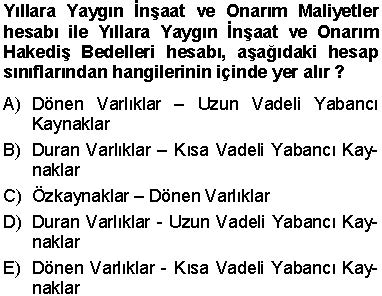 Yıllara Yaygın İnşaat ve Onarım Maliyetler
hesabı ile Yıllara Yaygın İnşaat ve Onarım
Hakediş Bedelleri hesabı, aşağıdaki hesap
sınıflarından hangilerinin içinde yer alır ?
A) Dönen Varlıklar – Uzun Vadeli Yabancı
Kaynaklar
B) Duran Varlıklar – Kısa Vadeli Yabancı Kay-
naklar
C) Özkaynaklar – Dönen Varlıklar
D) Duran Varlıklar - Uzun Vadeli Yabancı Kay-
naklar
E) Dönen Varlıklar - Kısa Vadeli Yabancı Kay-
naklar